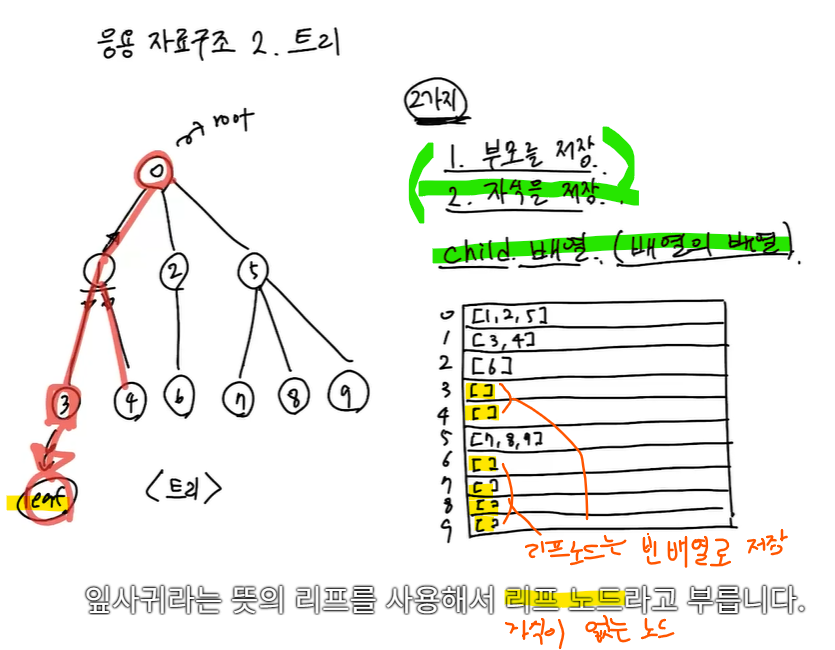 응용 자료구조 2. 트리
root
0
1 2 5
3 4 6 7 8 9
leaf
<트리>
2가지
1. 부모를 저장.
2. 자식을 저장.
child 배열. (배열의 배열).
0 [1,2,5]
1 [3,4]
2 [6]
3 [ ]
4 [ ]
5 [7,8,9]
6 [ ]
7 [ ]
8 [ ]
9 [ ]
리프노드는 빈 배열로 저장
잎사귀라는 뜻의 리프를 사용해서 리프 노드라고 부릅니다.
자식이 없는 노드